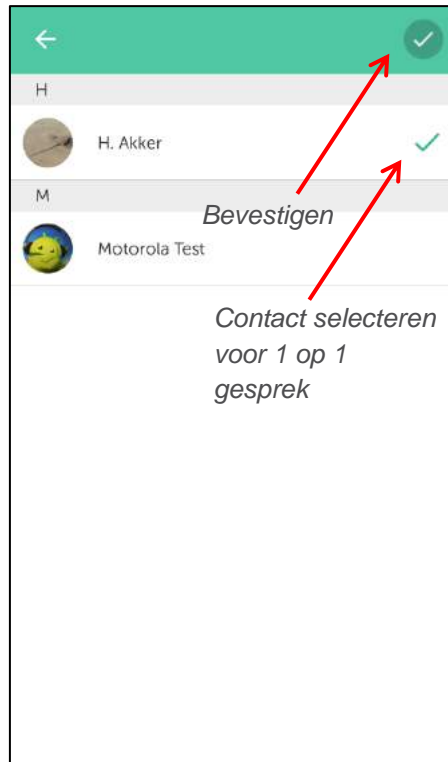 H
H. Akker
M
Bevestigen
Motorola Test
Contact selecteren
voor 1 op 1
gesprek